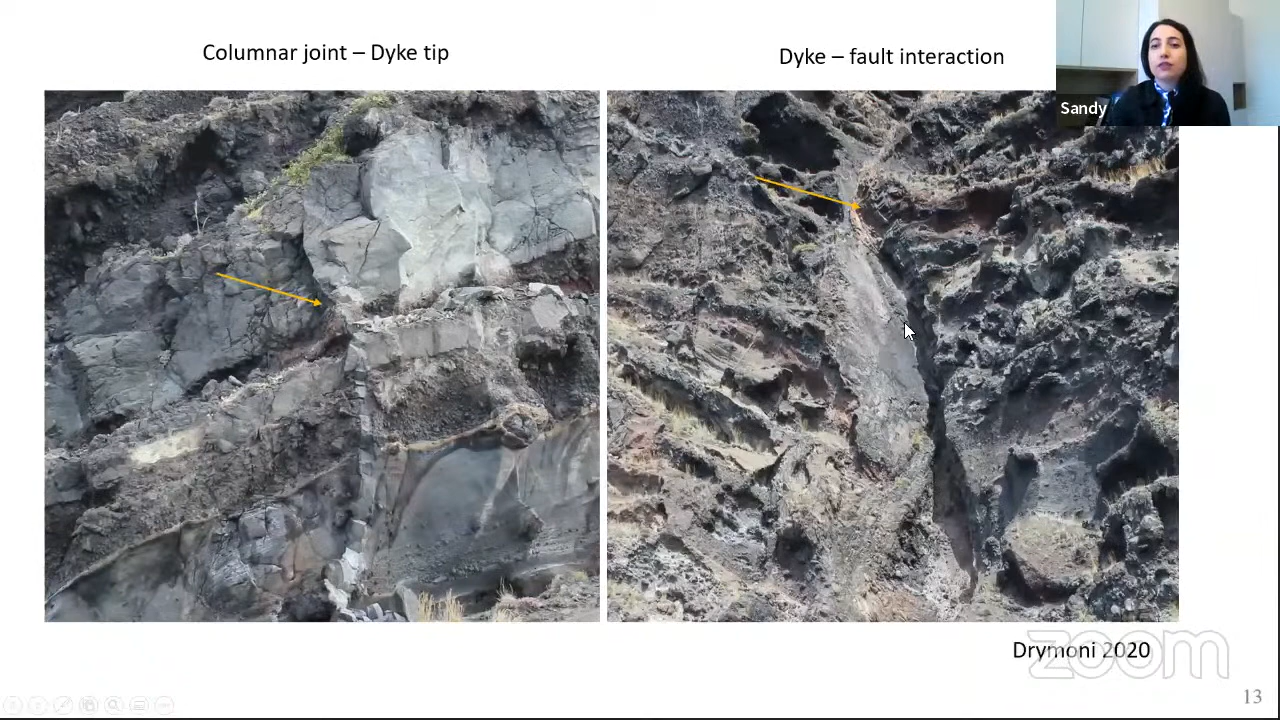 Columnar joint – Dyke tip
Dyke – fault interaction
Sandy
Drymoni 2020
zoom
13